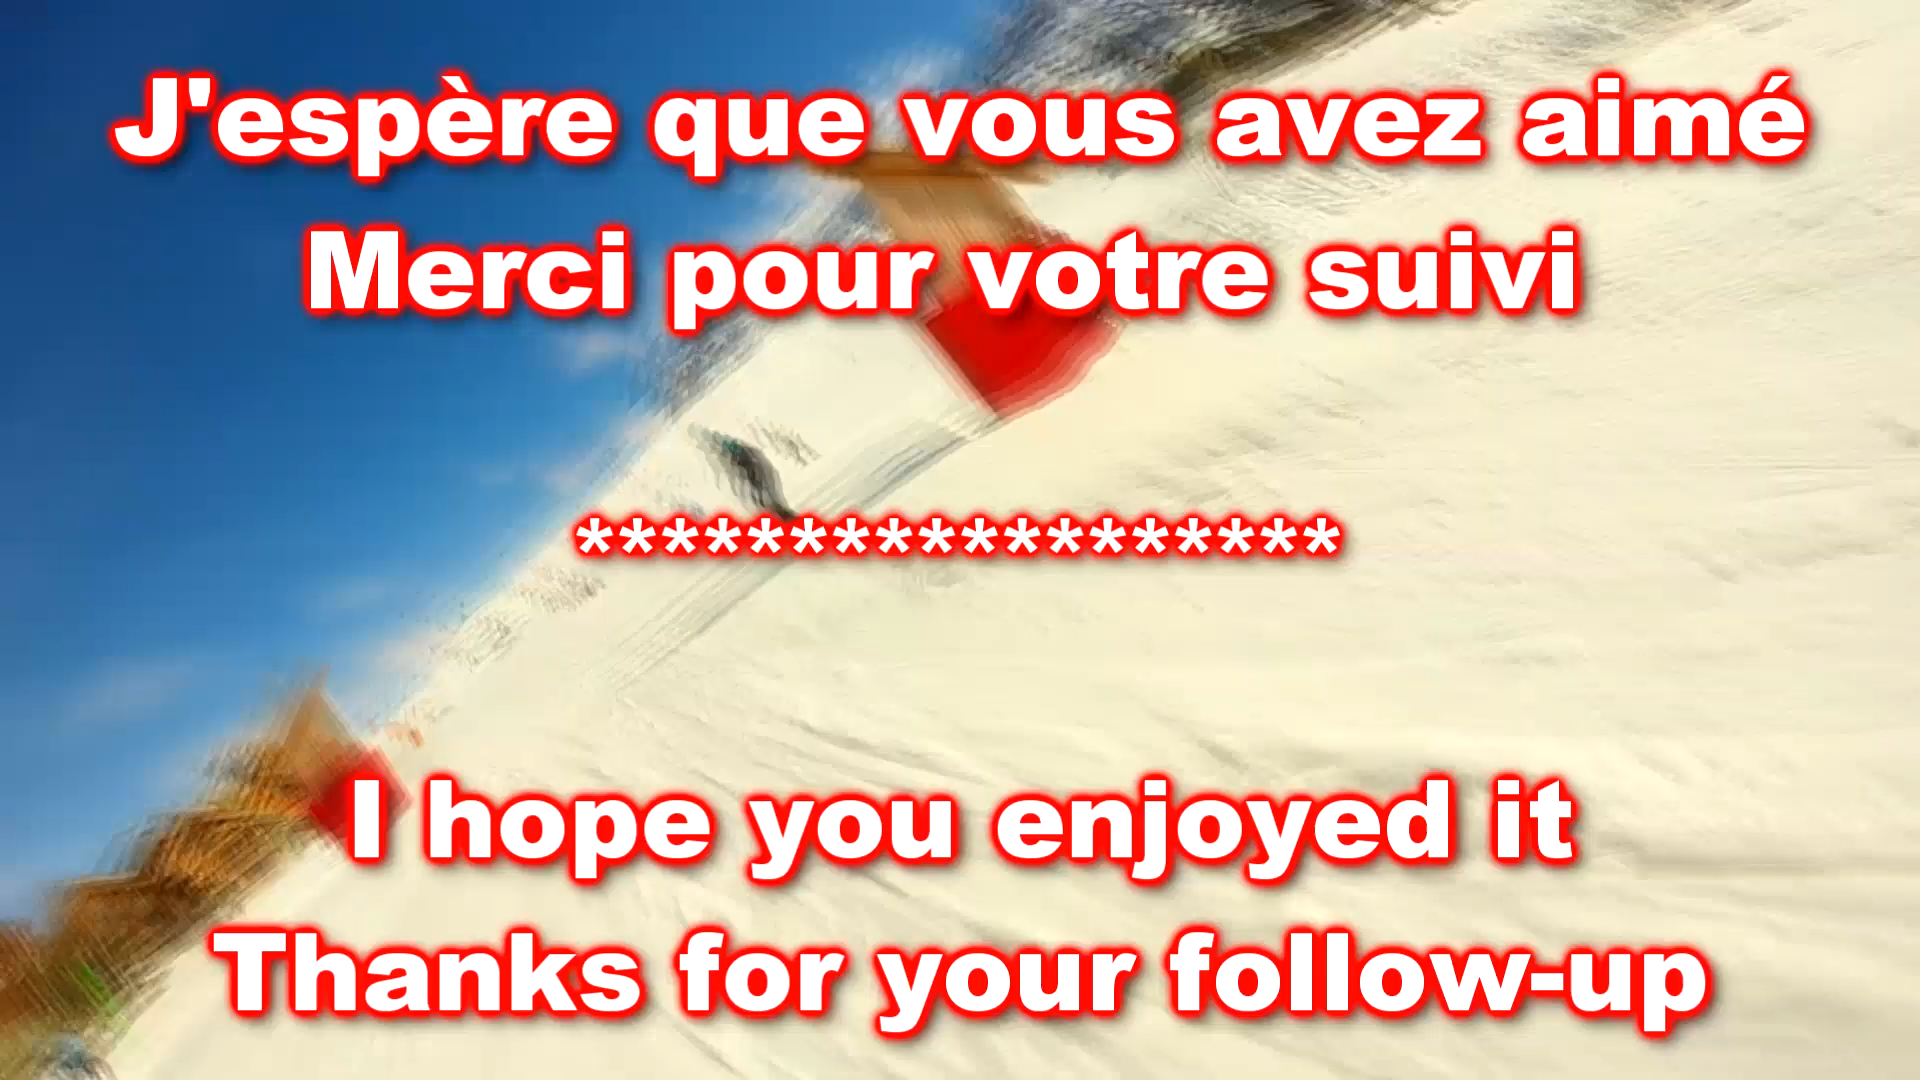 J'espère que vous avez aimé
Merci pour votre suivi
******************
I hope you enjoyed it
Thanks for your follow-up